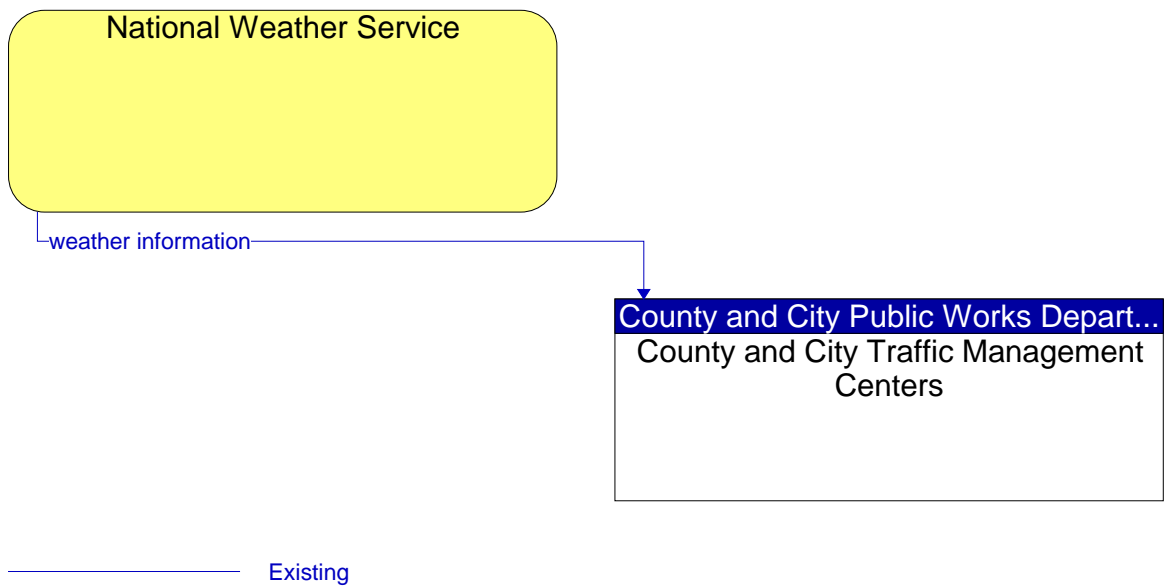 National Weather Service
weather information
County and City Public Works Depart...
County and City Traffic Management
Centers
Existing